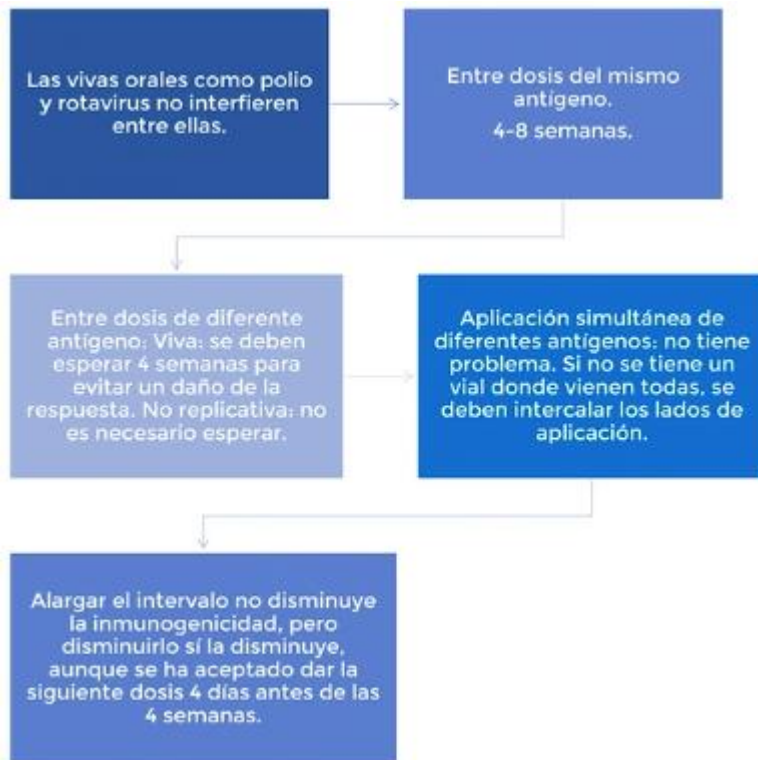 Las vivas orales como polio
y rotavirus no interfieren
entre ellas.
Entre dosis del mismo
antígeno.
4-8 semanas.
Entre dosis de diferente
antígeno: Viva: se deben
esperar 4 semanas para
evitar un daño de la
respuesta. No replicativa: no
es necesario esperar.
Aplicación simultánea de
diferentes antígenos: no tiene
problema. Si no se tiene un
vial donde vienen todas, se
deben intercalar los lados de
aplicación.
Alargar el intervalo no disminuye
la inmunogenicidad, pero
disminuirlo sí la disminuye,
aunque se ha aceptado dar la
siguiente dosis 4 días antes de las
4 semanas.